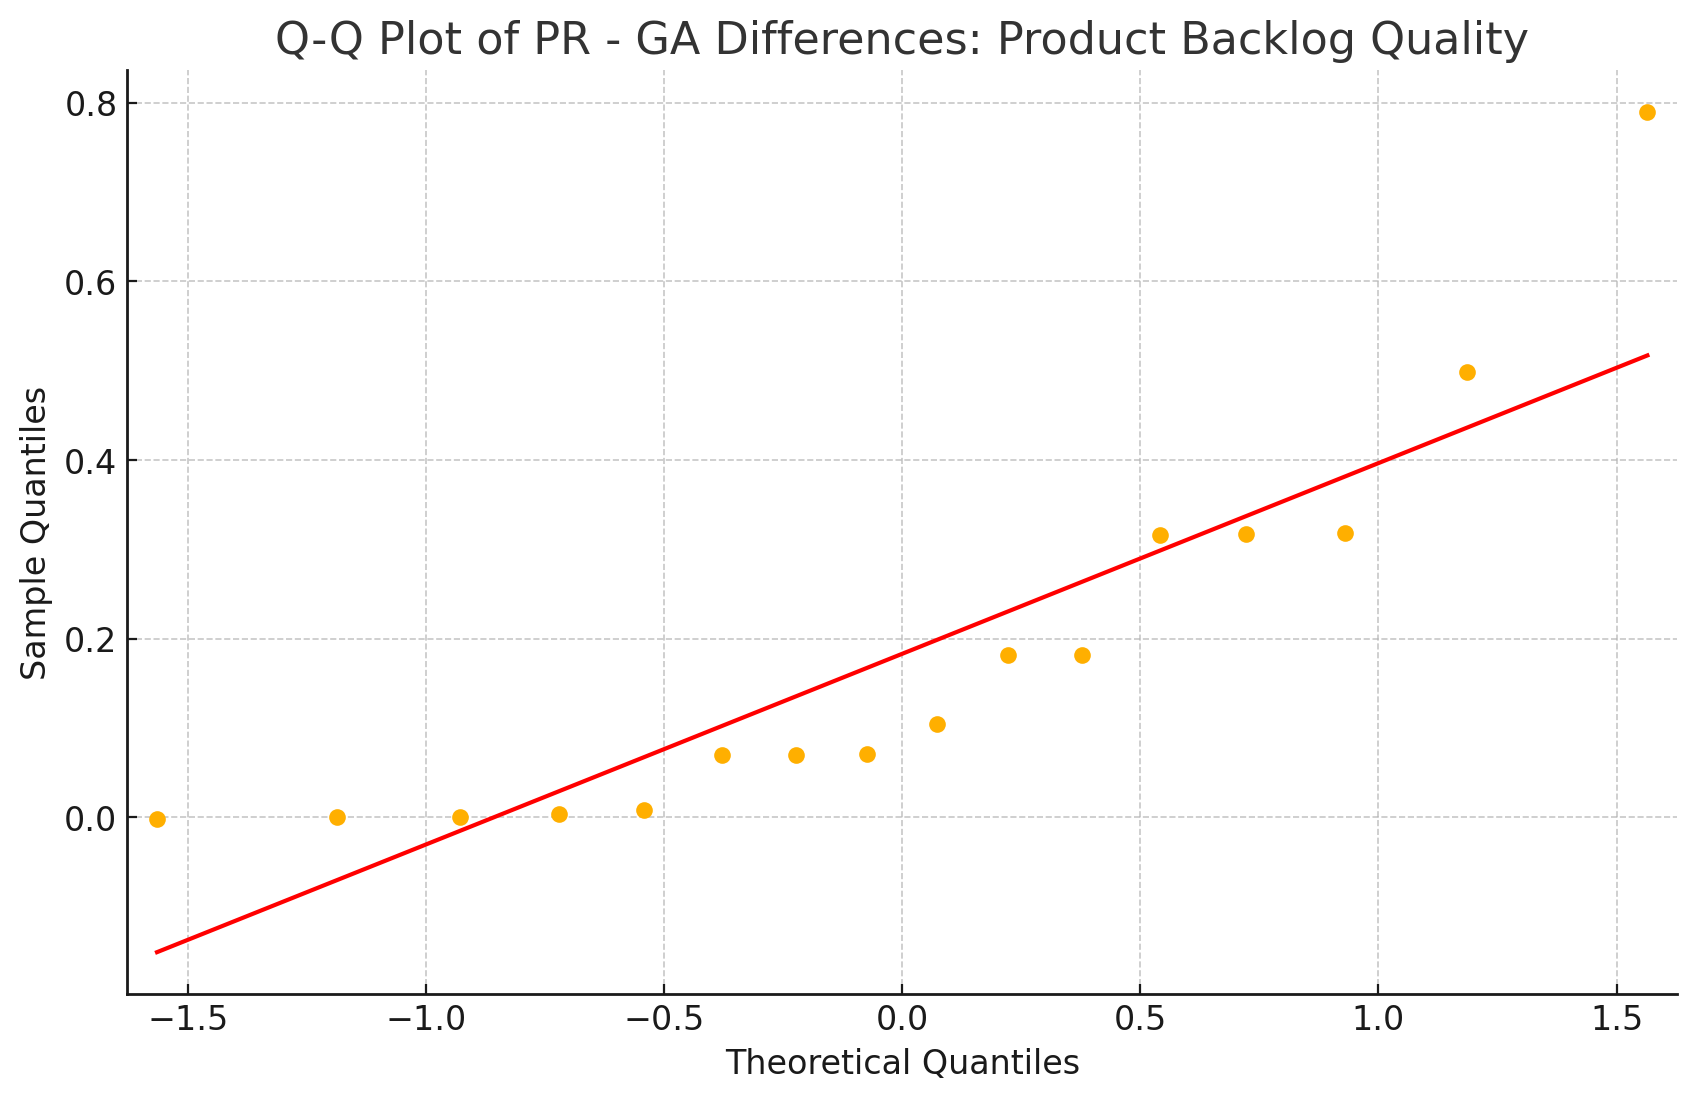 Q-Q Plot of PR - GA Differences: Product Backlog Quality
0.8
0.6
0.4
0.2
0.0
Sample Quantiles
−1.5 −1.0 −0.5 0.0 0.5 1.0 1.5
Theoretical Quantiles